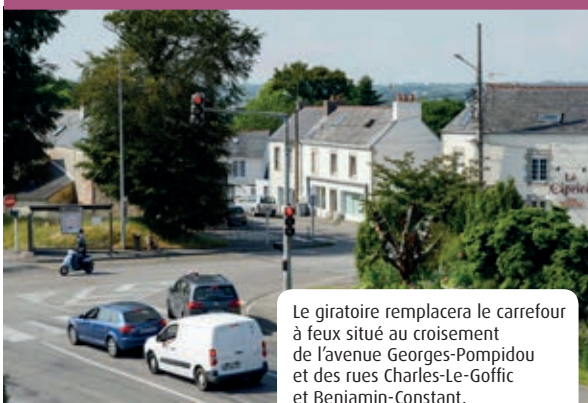 Le giratoire remplacera le carrefour
à feux situé au croisement
de l'avenue Georges-Pompidou
et des rues Charles-Le-Goffic
et Benjamin-Constant.